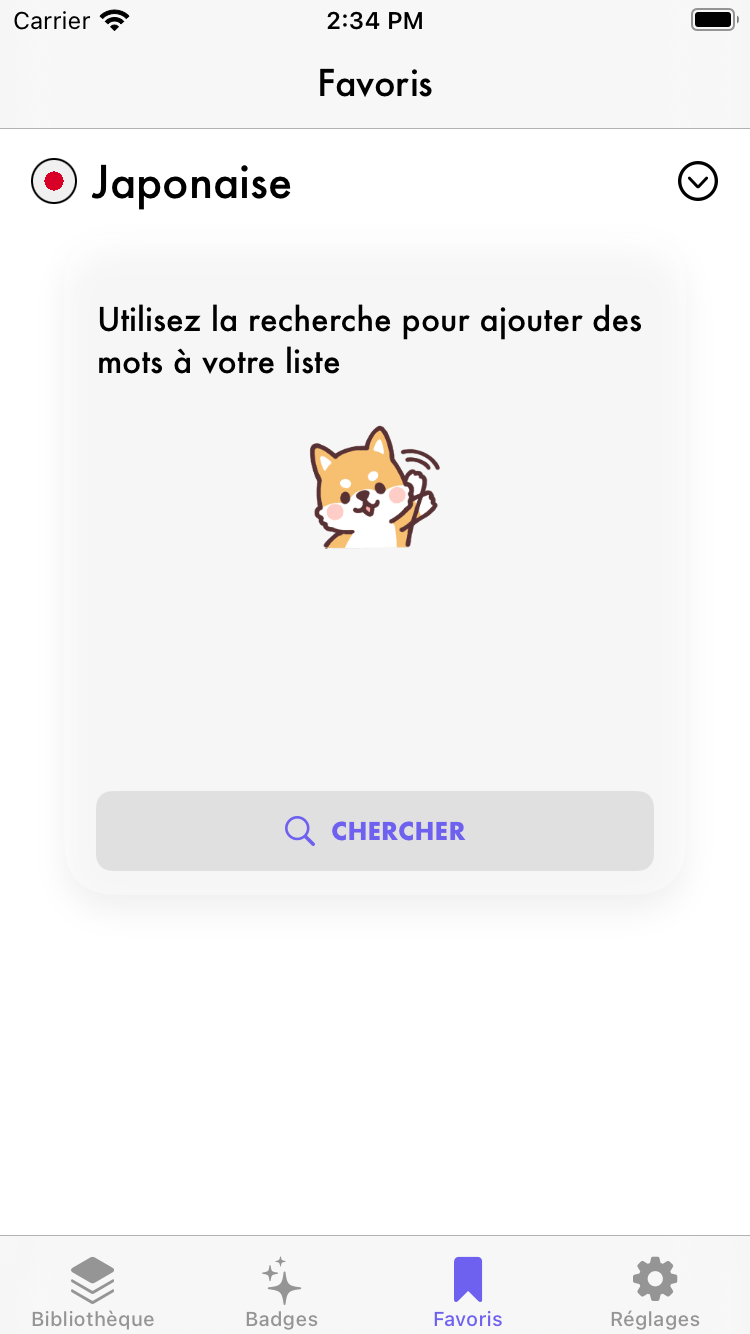 Carrier 2:34 PM
Favoris
Japonaise
Utilisez la recherche pour ajouter des
mots à votre liste
CHERCHER
Bibliothèque Badges Favoris Réglages